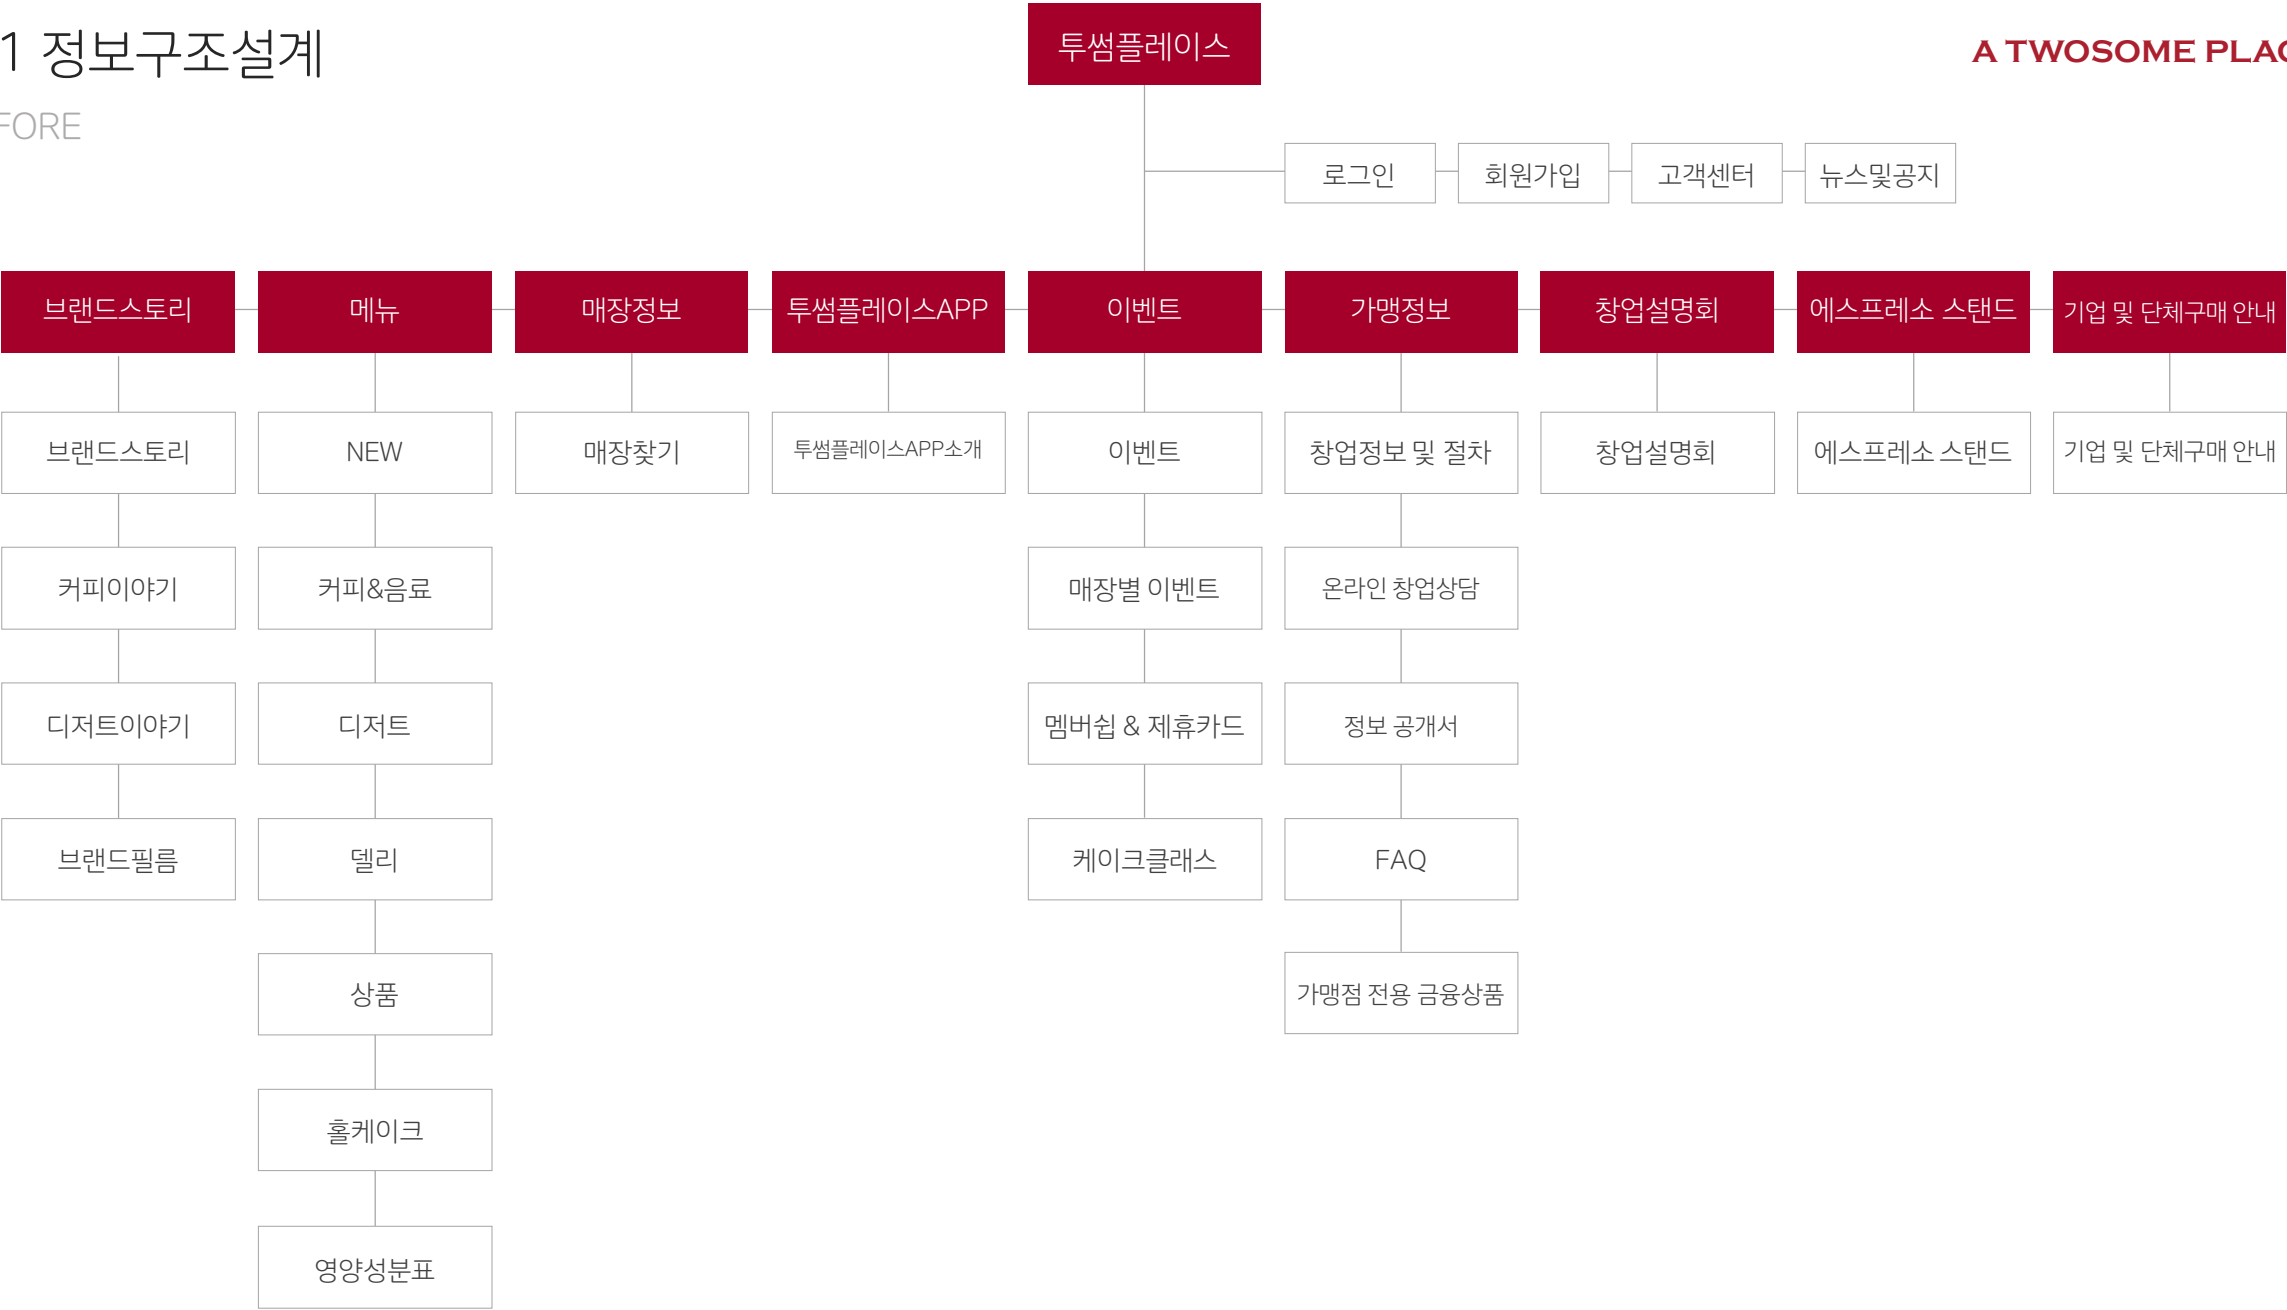 1 정보구조설계
FORE
투썸플레이스
A TWOSOME PLAC
로그인
회원가입
고객센터
뉴스및공지
브랜드스토리
메뉴
매장정보
투썸플레이스APP
이벤트
가맹정보
창업설명회
에스프레소 스탠드
기업 및 단체구매 안내
브랜드스토리
NEW
매장찾기
투썸플레이스APP소개
이벤트
창업정보 및 절차
창업설명회
에스프레소 스탠드
기업 및 단체구매 안내
커피이야기
커피&음료
매장별 이벤트
온라인 창업상담
디저트이야기
디저트
멤버쉽 & 제휴카드
정보 공개서
브랜드필름
델리
케이크클래스
FAQ
상품
가맹점 전용 금융상품
홀케이크
영양성분표